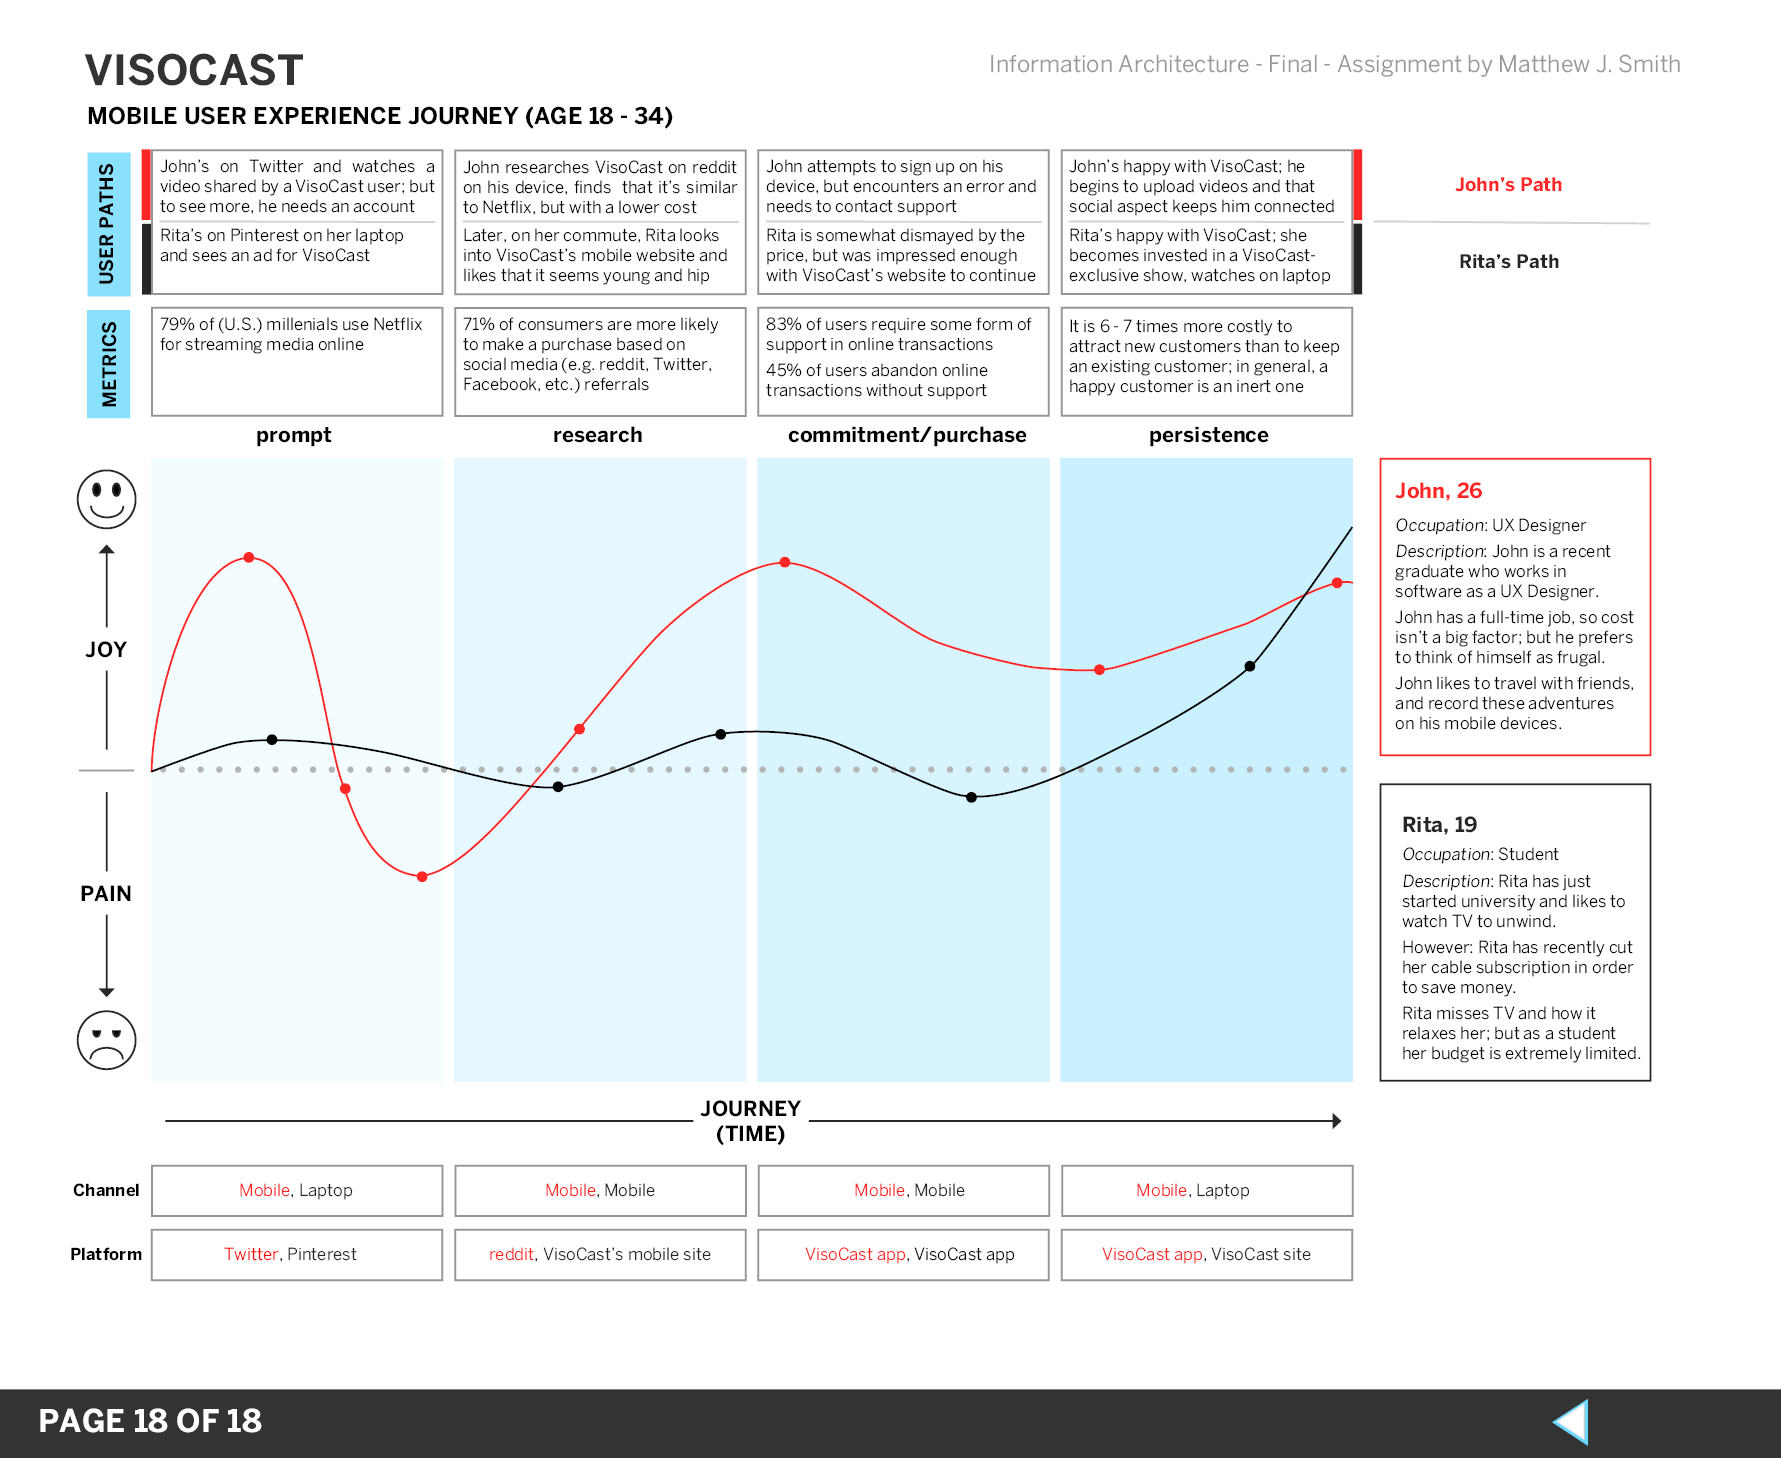 VISOCAST
Information Architecture - Final - Assignment by Matthew J. Smith
MOBILE USER EXPERIENCE JOURNEY (AGE 18 - 34)
USER PATHS
John's on Twitter and watches a
video shared by a VisoCast user; but
to see more, he needs an account
Rita's on Pinterest on her laptop
and sees an ad for VisoCast
John researches VisoCast on reddit
on his device, finds that it's similar
to Netflix, but with a lower cost
Later, on her commute, Rita looks
into VisoCast's mobile website and
likes that it seems young and hip
John attempts to sign up on his
device, but encounters an error and
needs to contact support
Rita is somewhat dismayed by the
price, but was impressed enough
with VisoCast's website to continue
John's happy with VisoCast; he
begins to upload videos and that
social aspect keeps him connected
Rita's happy with VisoCast; she
becomes invested in a VisoCast-
exclusive show, watches on laptop
John's Path
Rita's Path
METRICS
79% of (U.S.) millenials use Netflix
for streaming media online
71% of consumers are more likely
to make a purchase based on
social media (e.g. reddit, Twitter,
Facebook, etc.) referrals
83% of users require some form of
support in online transactions
45% of users abandon online
transactions without support
It is 6 - 7 times more costly to
attract new customers than to keep
an existing customer; in general, a
happy customer is an inert one
prompt
research
commitment/purchase
persistence
JOY
PAIN
John, 26
Occupation: UX Designer
Description: John is a recent
graduate who works in
software as a UX Designer.
John has a full-time job, so cost
isn't a big factor; but he prefers
to think of himself as frugal.
John likes to travel with friends,
and record these adventures
on his mobile devices.
Rita, 19
Occupation: Student
Description: Rita has just
started university and likes to
watch TV to unwind.
However: Rita has recently cut
her cable subscription in order
to save money.
Rita misses TV and how it
relaxes her; but as a student
her budget is extremely limited.
JOURNEY
(TIME)
Channel
Mobile, Laptop
Mobile, Mobile
Mobile, Mobile
Mobile, Laptop
Platform
Twitter, Pinterest
reddit, VisoCast's mobile site
VisoCast app, VisoCast app
VisoCast app, VisoCast site
PAGE 18 OF 18